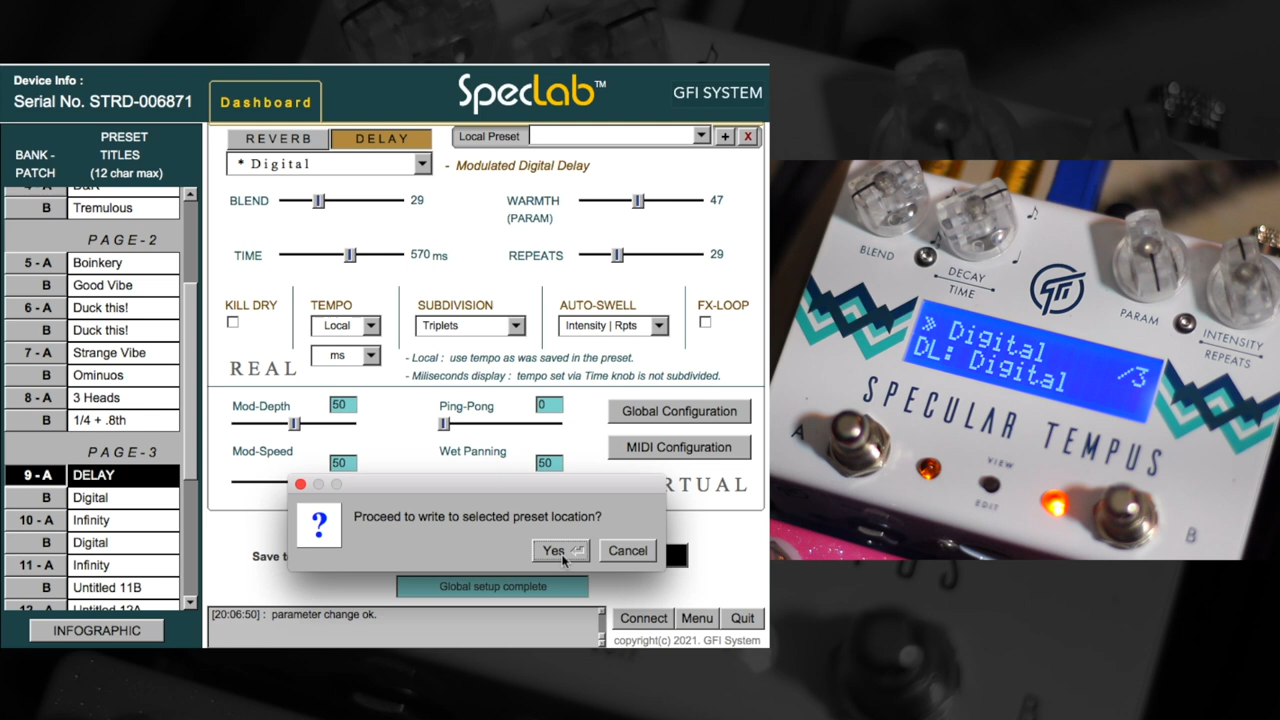 Device Info :
Serial No. STRD-006871
Dashboard
SpecLab™
GFI SYSTEM
PRESET
BANK - TITLES
PATCH (12 char max)
B Tremulous
PAGE-2
5 - A Boinkery
B Good Vibe
6 - A Duck this!
B Duck this!
7 - A Strange Vibe
B Ominuos
8 - A 3 Heads
B 1/4 + .8th
PAGE-3
9 - A DELAY
B Digital
10 - A Infinity
B Digital
11 - A Infinity
B Untitled 11B
12 - A Untitled 12A
INFOGRAPHIC
REVERB DELAY
Local Preset + X
* Digital
- Modulated Digital Delay
BLEND 29
WARMTH 47
(PARAM)
TIME 570 ms
REPEATS 29
KILL DRY TEMPO SUBDIVISION AUTO-SWELL FX-LOOP
Local Triplets Intensity | Rpts
ms
REAL
- Local : use tempo as was saved in the preset.
- Miliseconds display : tempo set via Time knob is not subdivided.
Mod-Depth 50
Ping-Pong 0
Global Configuration
Mod-Speed 50
Wet Panning 50
MIDI Configuration
RTUAL
?
Proceed to write to selected preset location?
Yes Cancel
Save to
Global setup complete
[20:06:50] : parameter change ok.
Connect Menu Quit
copyright(c) 2021. GFI System
BLEND
DECAY
TIME
PARAM
INTENSITY
REPEATS
» Digital
DL: Digital /3
SPECULAR TEMPUS
A
VIEW
EDIT
B